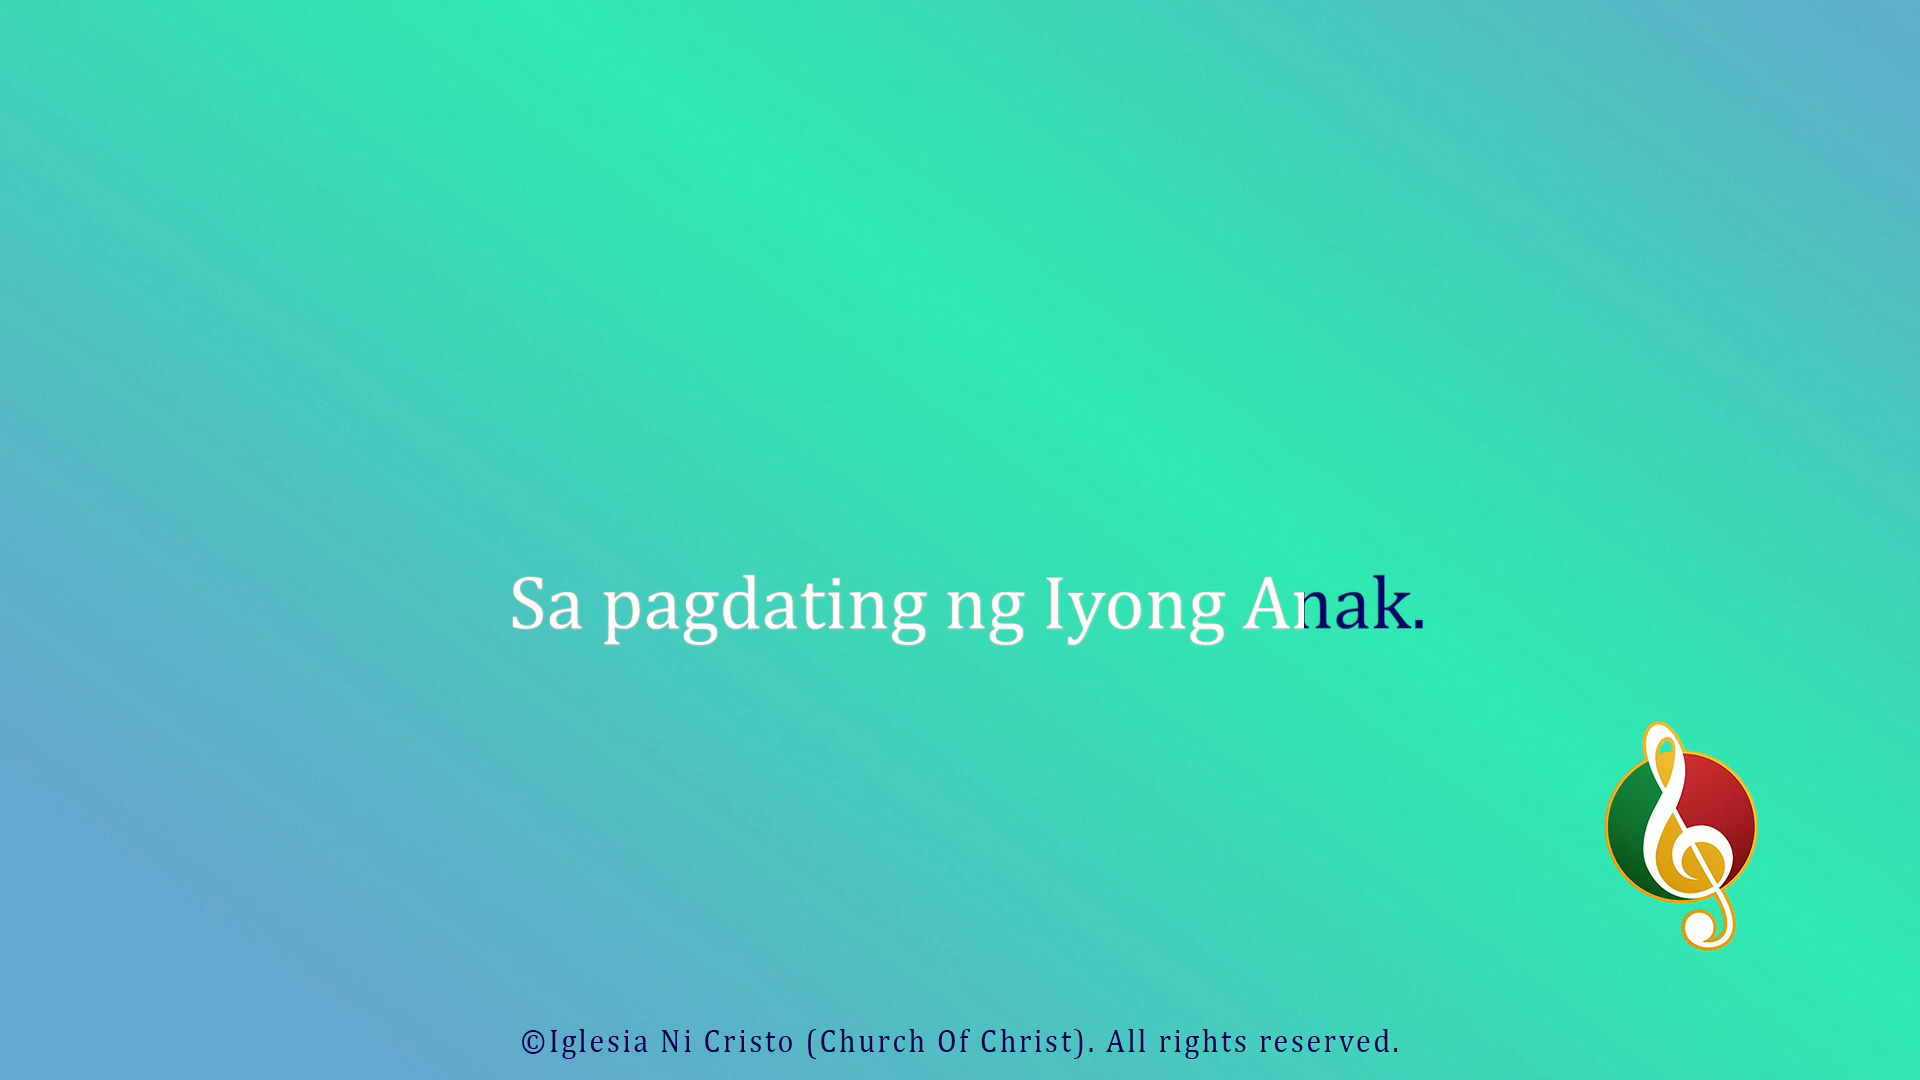 Sa pagdating ng Iyong Anak.
©Iglesia Ni Cristo (Church Of Christ). All rights reserved.